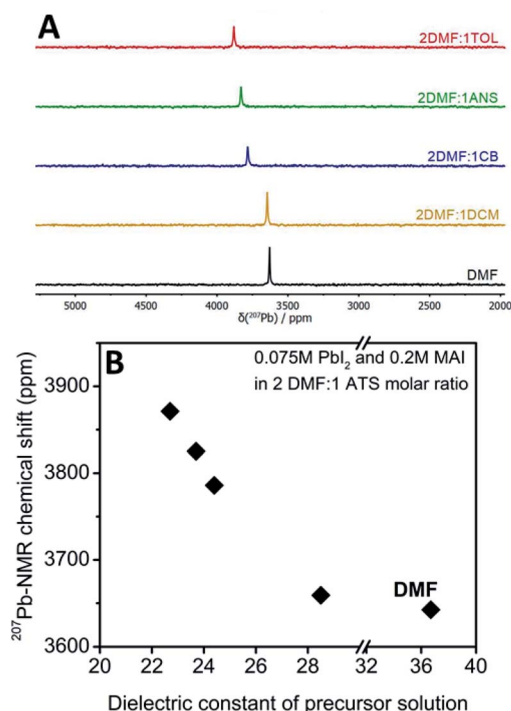 A
2DMF:1TOL
2DMF:1ANS
2DMF:1CB
2DMF:1DCM
DMF
5000 4500 4000 3500 3000 2500 2000
δ(²⁰⁷Pb) / ppm
B
0.075M PbI₂ and 0.2M MAI
in 2 DMF:1 ATS molar ratio
²⁰⁷Pb-NMR chemical shift (ppm)
3900
3800
3700
3600
DMF
20 22 24 26 28 32 36 40
Dielectric constant of precursor solution